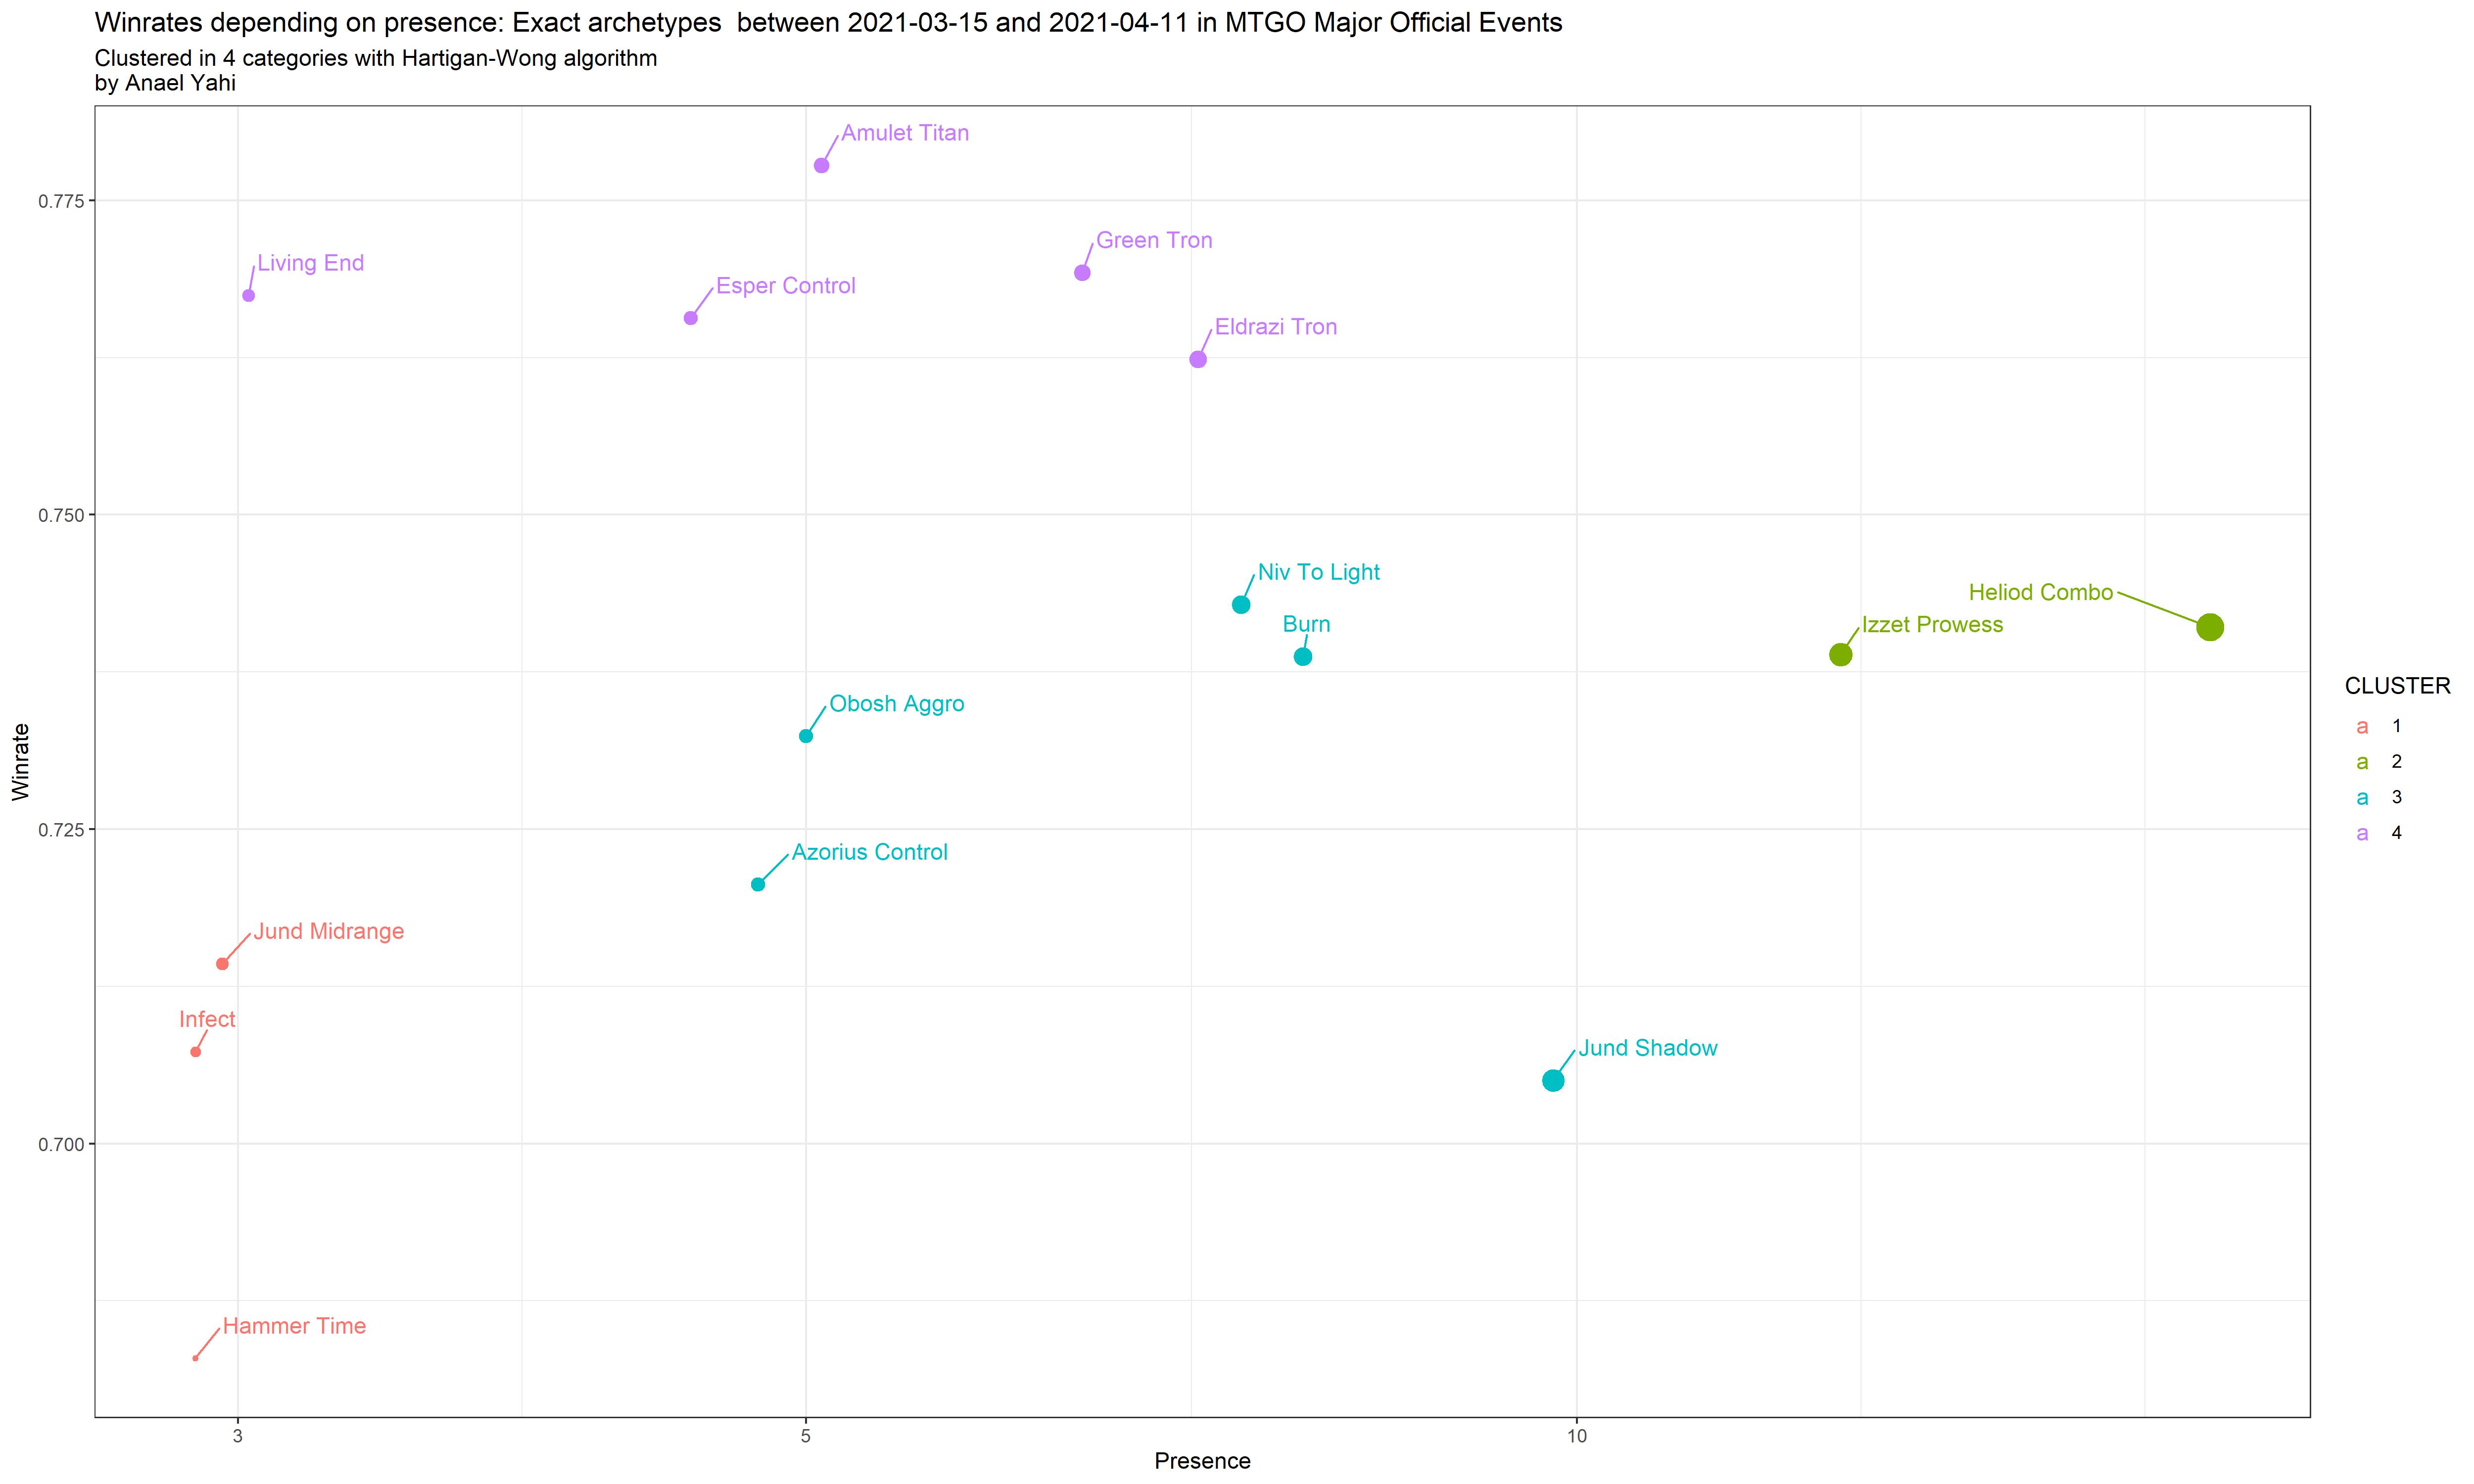 Winrates depending on presence: Exact archetypes  between 2021-03-15 and 2021-04-11 in MTGO Major Official Events
Clustered in 4 categories with Hartigan-Wong algorithm
by Anael Yahi
Amulet Titan
0.775
Green Tron
Living End
Esper Control
Eldrazi Tron
0.750
Niv To Light
Heliod Combo
Burn
Izzet Prowess
Obosh Aggro
Winrate
0.725
Azorius Control
Jund Midrange
Infect
Jund Shadow
0.700
Hammer Time
3
5
10
Presence
CLUSTER
a 1
a 2
a 3
a 4